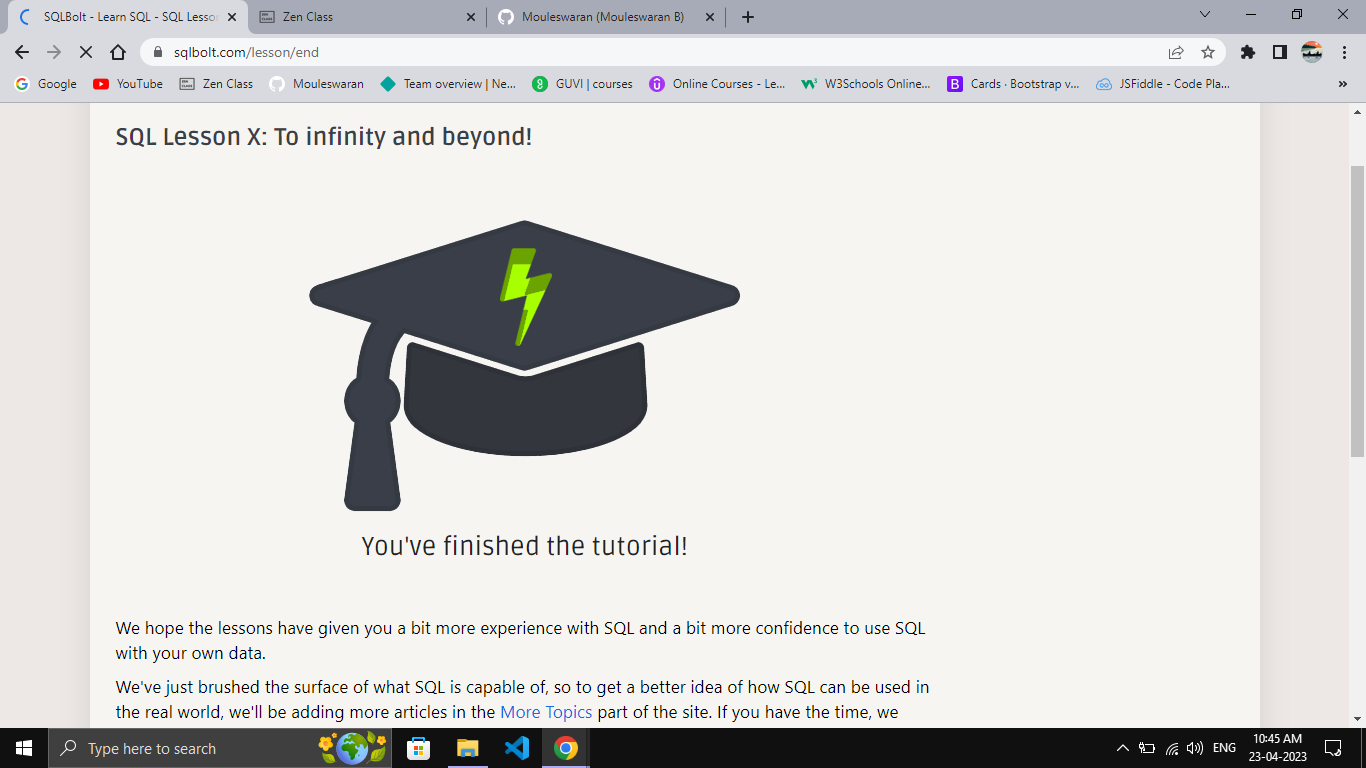 SQLBolt - Learn SQL - SQL Lesson
Zen Class
Mouleswaran (Mouleswaran B)
sqlbolt.com/lesson/end
Google
YouTube
Zen Class
Mouleswaran
Team overview | Ne...
GUVI | courses
Online Courses - Le...
W3Schools Online...
Cards · Bootstrap v...
JSFiddle - Code Pla...
»
SQL Lesson X: To infinity and beyond!
You've finished the tutorial!
We hope the lessons have given you a bit more experience with SQL and a bit more confidence to use SQL
with your own data.
We've just brushed the surface of what SQL is capable of, so to get a better idea of how SQL can be used in
the real world, we'll be adding more articles in the More Topics part of the site. If you have the time, we
Type here to search
ENG
10:45 AM
23-04-2023